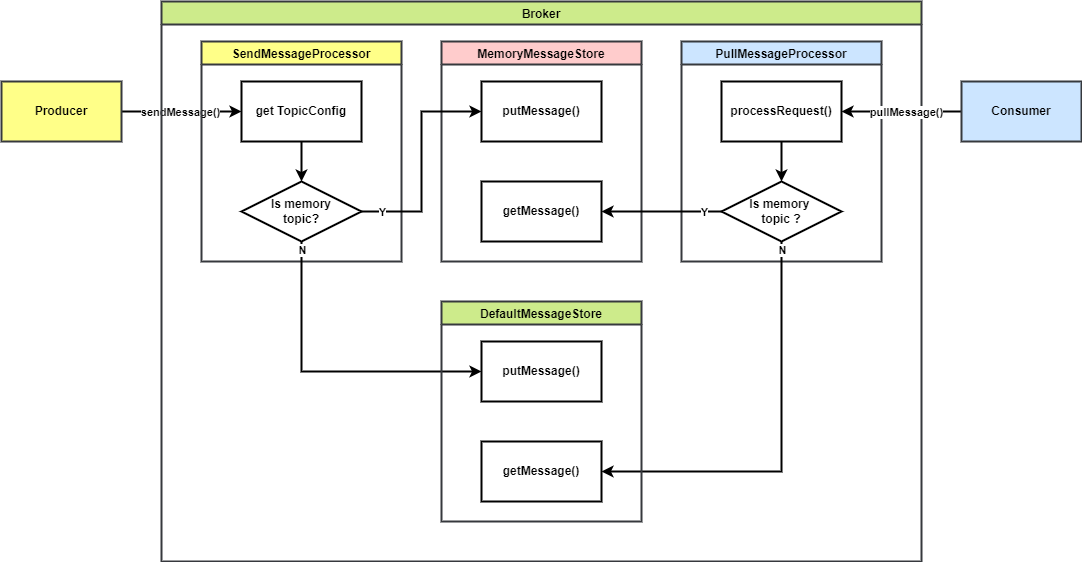 Broker
SendMessageProcessor
MemoryMessageStore
PullMessageProcessor
Producer
sendMessage()
get TopicConfig
putMessage()
processRequest()
pullMessage()
Consumer
Is memory
topic?
Y
getMessage()
Y
Is memory
topic ?
N
N
DefaultMessageStore
putMessage()
getMessage()